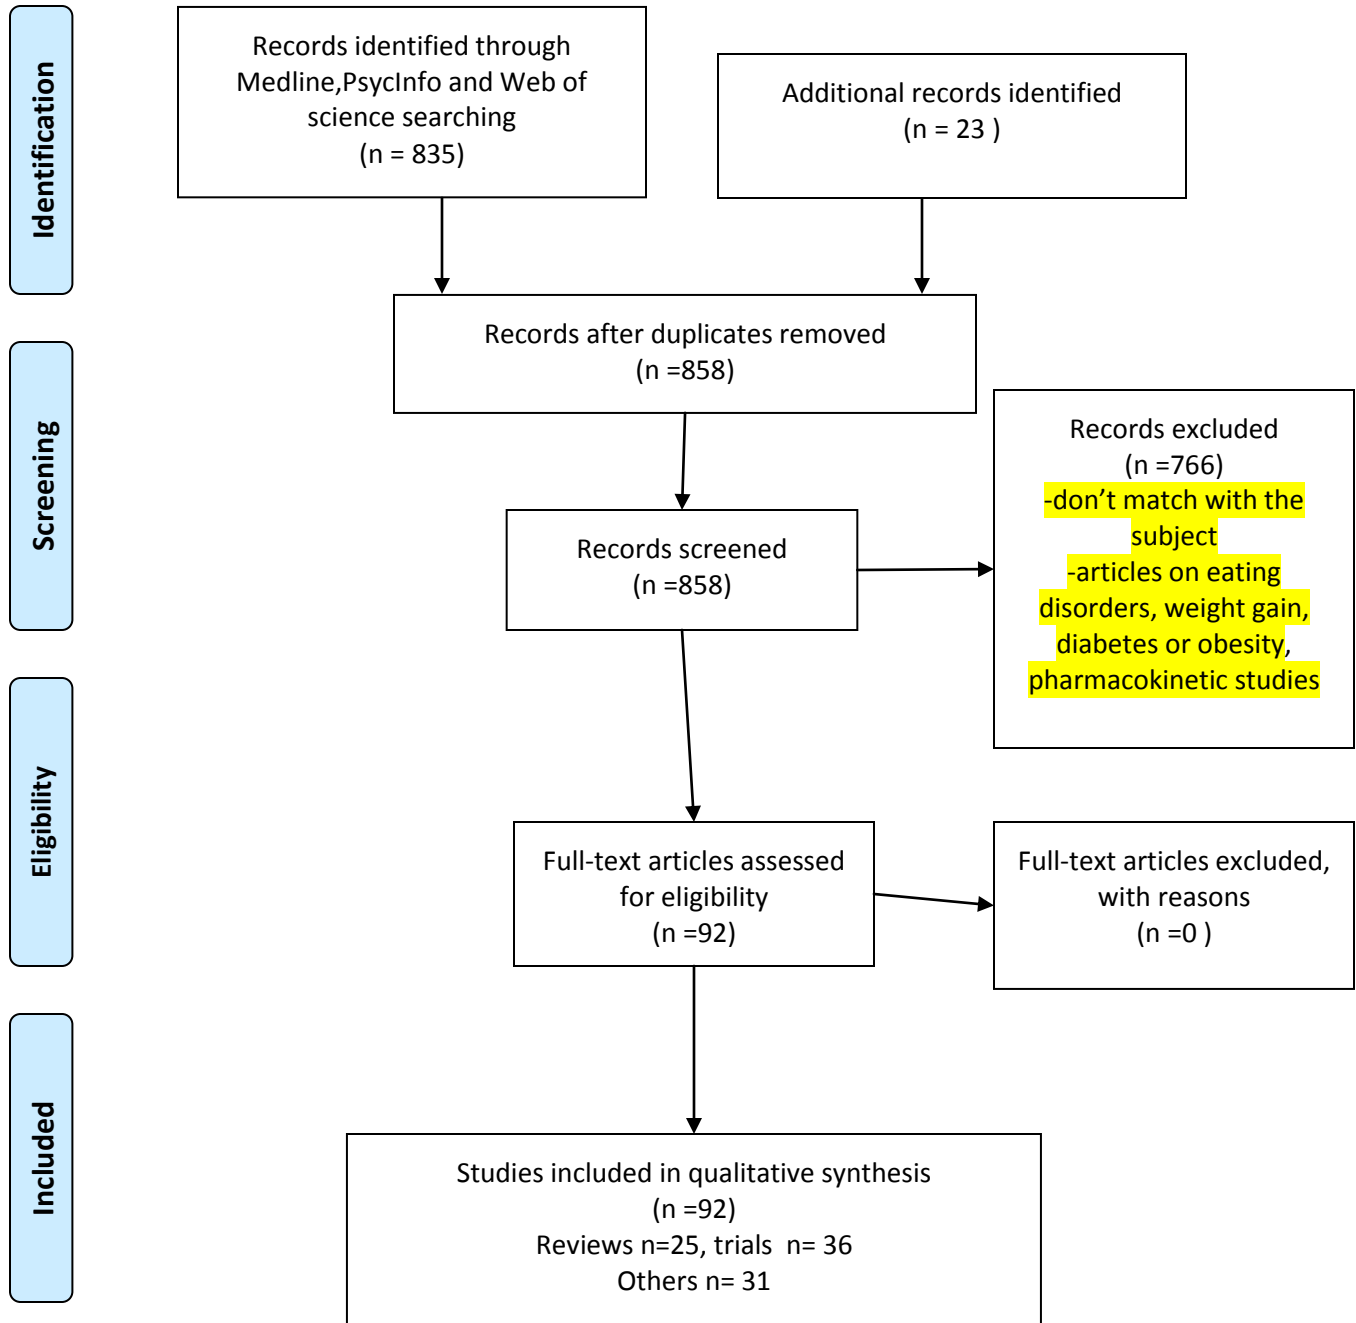 Identification
Records identified through
Medline,PsycInfo and Web of
science searching
(n = 835)
Additional records identified
(n = 23 )
Records after duplicates removed
(n =858)
Screening
Records screened
(n =858)
Records excluded
(n =766)
-don’t match with the
subject
-articles on eating
disorders, weight gain,
diabetes or obesity,
pharmacokinetic studies
Eligibility
Full-text articles assessed
for eligibility
(n =92)
Full-text articles excluded,
with reasons
(n =0 )
Included
Studies included in qualitative synthesis
(n =92)
Reviews n=25, trials  n= 36
Others n= 31